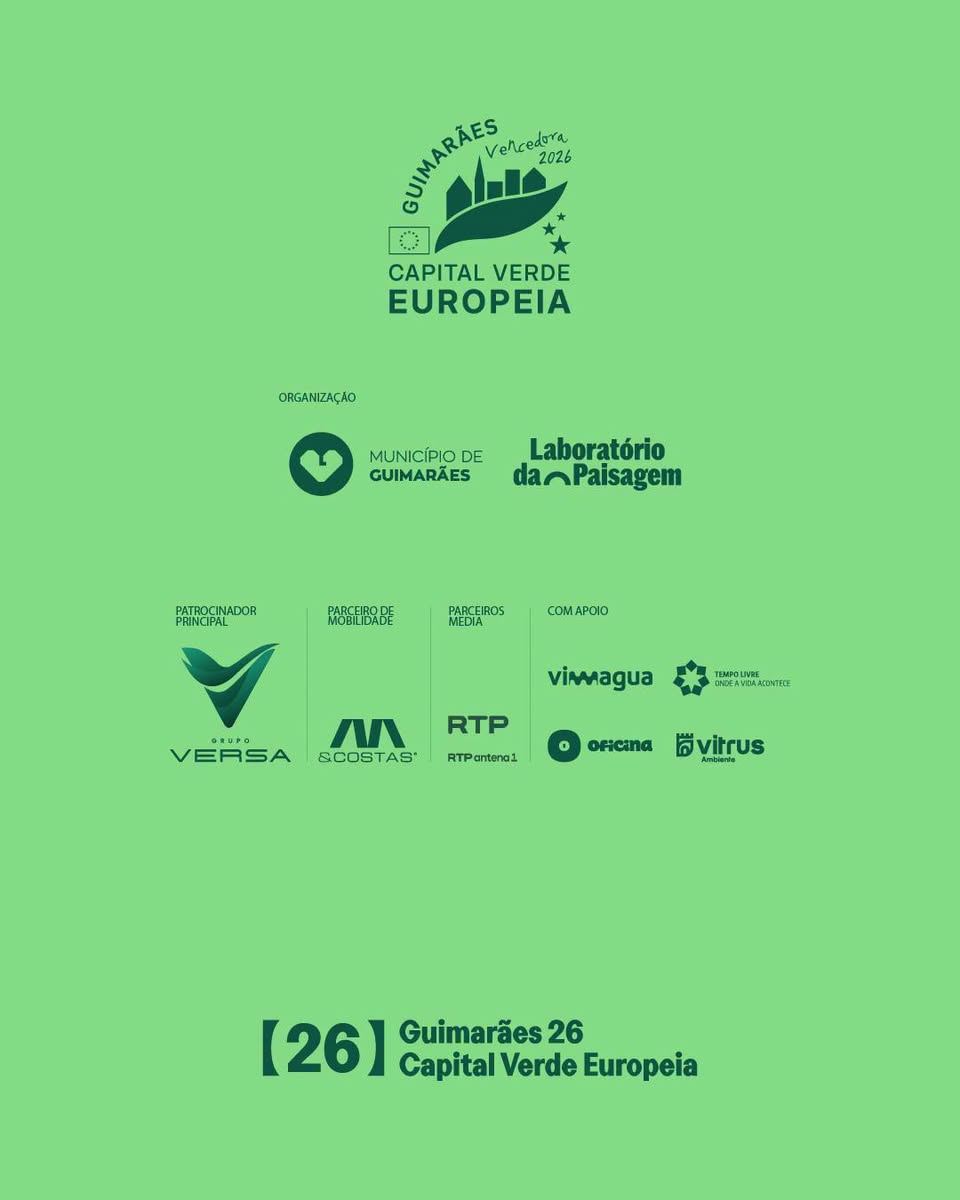 GUIMARÃES
Vencedora
2026
CAPITAL VERDE
EUROPEIA
ORGANIZAÇÃO
MUNICÍPIO DE
GUIMARÃES
Laboratório
da Paisagem
PATROCINADOR
PRINCIPAL
GRUPO
VERSA
PARCEIRO DE
MOBILIDADE
M
&COSTAS
PARCEIROS
MEDIA
RTP
RTP antena 1
COM APOIO
vimagua
TEMPO LIVRE
ONDE A VIDA ACONTECE
oficina
vitrus
Ambiente
【26】
Guimarães 26
Capital Verde Europeia